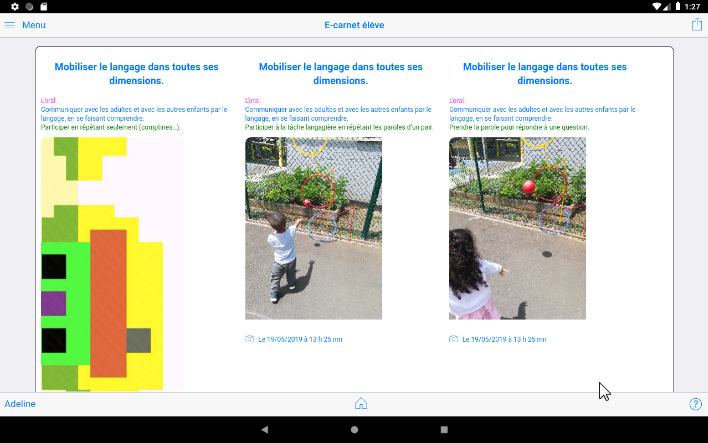 1:27
Menu
E-carnet élève
Mobiliser le langage dans toutes ses
dimensions.
L'oral.
Communiquer avec les adultes et avec les autres enfants par le
langage, en se faisant comprendre.
Participer en répétant seulement (comptines...).
Mobiliser le langage dans toutes ses
dimensions.
L'oral.
Communiquer avec les adultes et avec les autres enfants par le
langage, en se faisant comprendre.
Participer à la tâche langagière en répétant les paroles d'un pair.
Le 19/05/2019 à 13 h 25 mn
Mobiliser le langage dans toutes ses
dimensions.
L'oral.
Communiquer avec les adultes et avec les autres enfants par le
langage, en se faisant comprendre.
Prendre la parole pour répondre à une question.
Le 19/05/2019 à 13 h 25 mn
Adeline
?